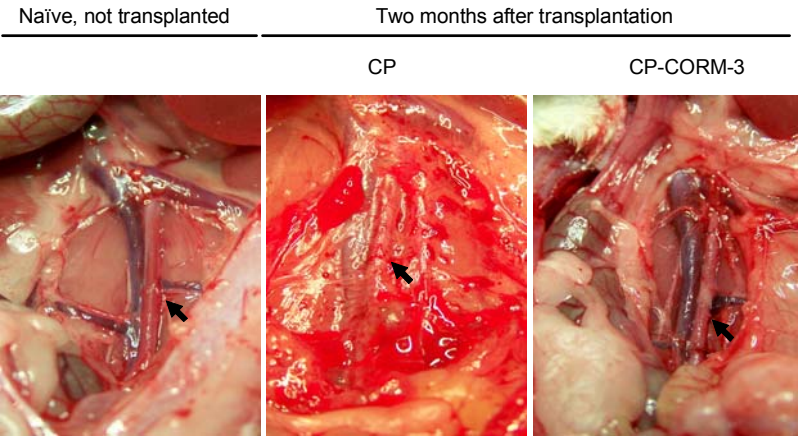 Naïve, not transplanted
Two months after transplantation
CP
CP-CORM-3